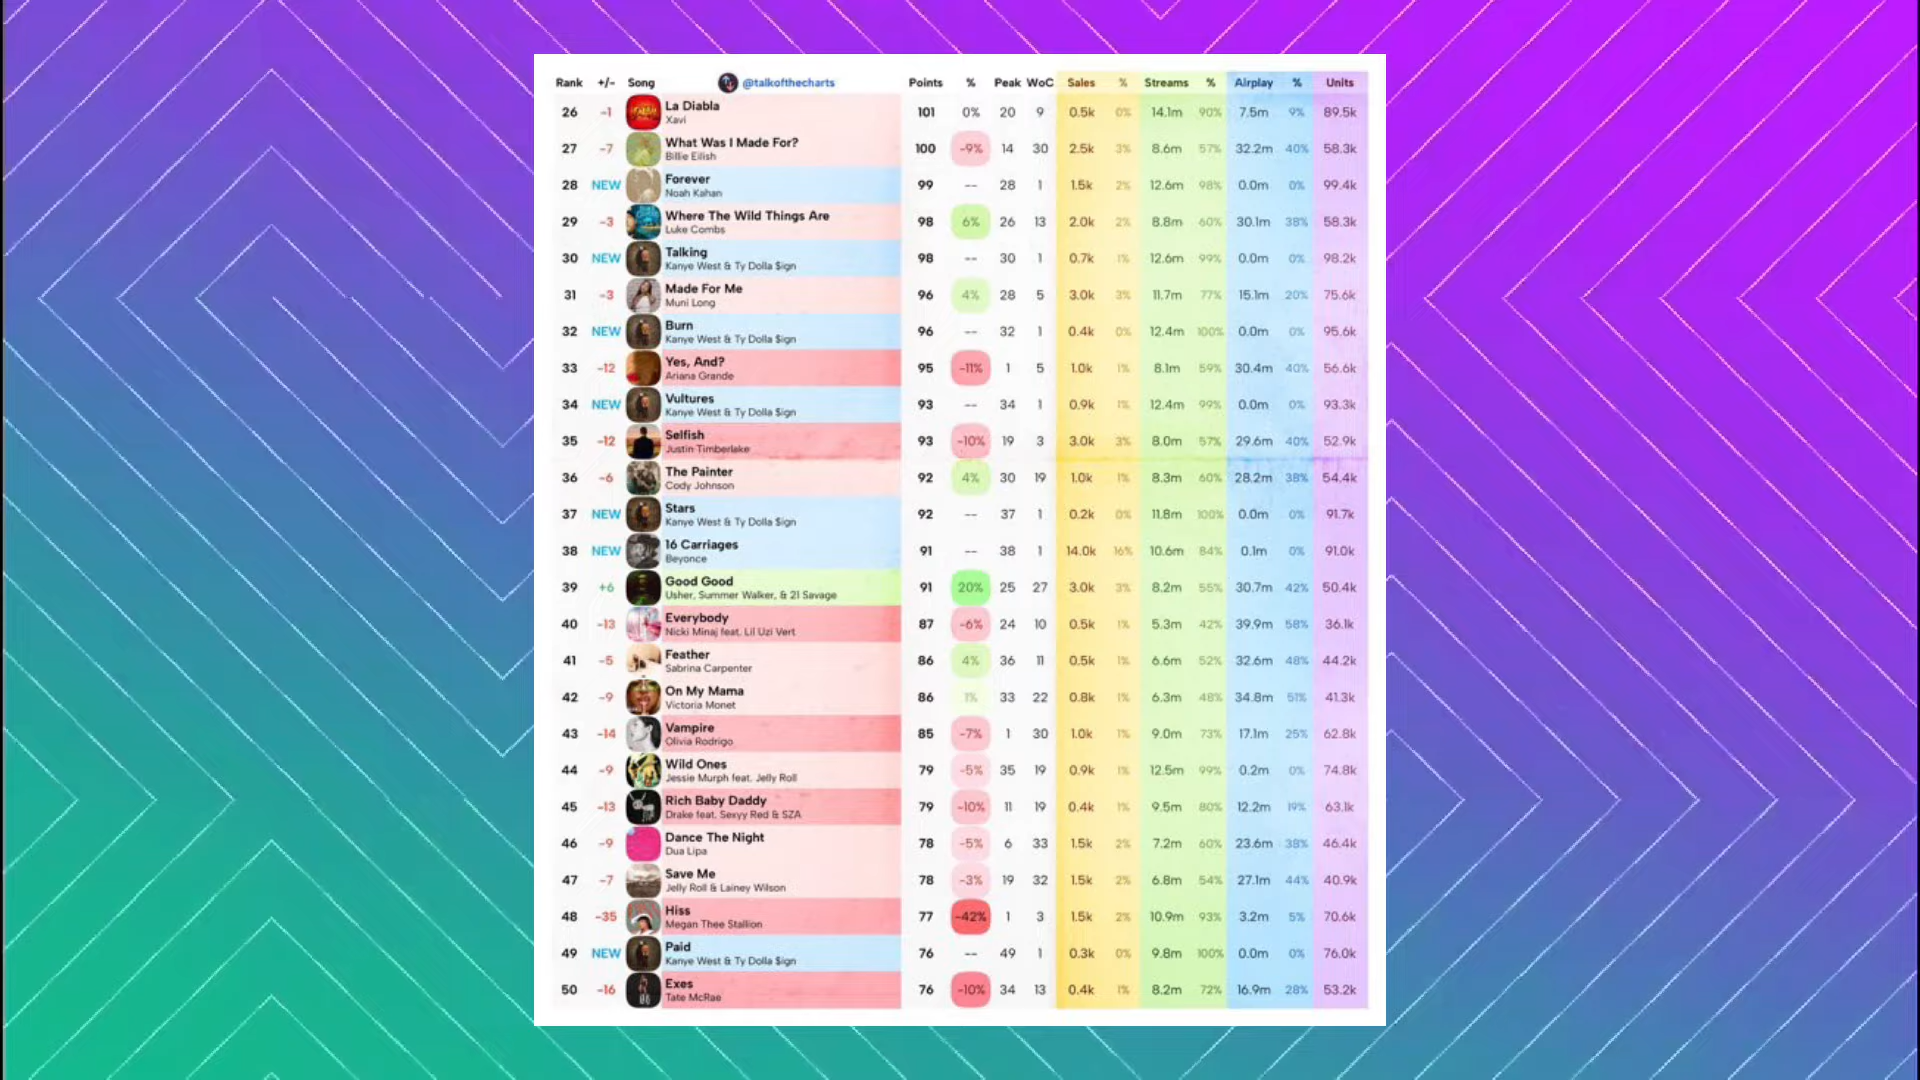 Rank +/- Song @talkofthecharts Points % Peak WoC Sales % Streams % Airplay % Units
26 -1 La Diabla 101 0% 20 9 0.5k 0% 14.1m 90% 7.5m 9% 89.5k
Xavi
27 -7 What Was I Made For? 100 -9% 14 30 2.5k 3% 8.6m 57% 32.2m 40% 58.3k
Billie Eilish
28 NEW Forever 99 -- 28 1 1.5k 2% 12.6m 98% 0.0m 0% 99.4k
Noah Kahan
29 -3 Where The Wild Things Are 98 6% 26 13 2.0k 2% 8.8m 60% 30.1m 38% 58.3k
Luke Combs
30 NEW Talking 98 -- 30 1 0.7k 1% 12.6m 99% 0.0m 0% 98.2k
Kanye West & Ty Dolla $ign
31 -3 Made For Me 96 4% 28 5 3.0k 3% 11.7m 77% 15.1m 20% 75.6k
Muni Long
32 NEW Burn 96 -- 32 1 0.4k 0% 12.4m 100% 0.0m 0% 95.6k
Kanye West & Ty Dolla $ign
33 -12 Yes, And? 95 -11% 1 5 1.0k 1% 8.1m 59% 30.4m 40% 56.6k
Ariana Grande
34 NEW Vultures 93 -- 34 1 0.9k 1% 12.4m 99% 0.0m 0% 93.3k
Kanye West & Ty Dolla $ign
35 -12 Selfish 93 -10% 19 3 3.0k 3% 8.0m 57% 29.6m 40% 52.9k
Justin Timberlake
36 -6 The Painter 92 4% 30 19 1.0k 1% 8.3m 60% 28.2m 38% 54.4k
Cody Johnson
37 NEW Stars 92 -- 37 1 0.2k 0% 11.8m 100% 0.0m 0% 91.7k
Kanye West & Ty Dolla $ign
38 NEW 16 Carriages 91 -- 38 1 14.0k 16% 10.6m 84% 0.1m 0% 91.0k
Beyonce
39 +6 Good Good 91 20% 25 27 3.0k 3% 8.2m 55% 30.7m 42% 50.4k
Usher, Summer Walker, & 21 Savage
40 -13 Everybody 87 -6% 24 10 0.5k 1% 5.3m 42% 39.9m 58% 36.1k
Nicki Minaj feat. Lil Uzi Vert
41 -5 Feather 86 4% 36 11 0.5k 1% 6.6m 52% 32.6m 48% 44.2k
Sabrina Carpenter
42 -9 On My Mama 86 1% 33 22 0.8k 1% 6.3m 48% 34.8m 51% 41.3k
Victoria Monet
43 -14 Vampire 85 -7% 1 30 1.0k 1% 9.0m 73% 17.1m 25% 62.8k
Olivia Rodrigo
44 -9 Wild Ones 79 -5% 35 19 0.9k 1% 12.5m 99% 0.2m 0% 74.8k
Jessie Murph feat. Jelly Roll
45 -13 Rich Baby Daddy 79 -10% 11 19 0.4k 1% 9.5m 80% 12.2m 19% 63.1k
Drake feat. Sexyy Red & SZA
46 -9 Dance The Night 78 -5% 6 33 1.5k 2% 7.2m 60% 23.6m 38% 46.4k
Dua Lipa
47 -7 Save Me 78 -3% 19 32 1.5k 2% 6.8m 54% 27.1m 44% 40.9k
Jelly Roll & Lainey Wilson
48 -35 Hiss 77 -42% 1 3 1.5k 2% 10.9m 93% 3.2m 5% 70.6k
Megan Thee Stallion
49 NEW Paid 76 -- 49 1 0.3k 0% 9.8m 100% 0.0m 0% 76.0k
Kanye West & Ty Dolla $ign
50 -16 Exes 76 -10% 34 13 0.4k 1% 8.2m 72% 16.9m 28% 53.2k
Tate McRae